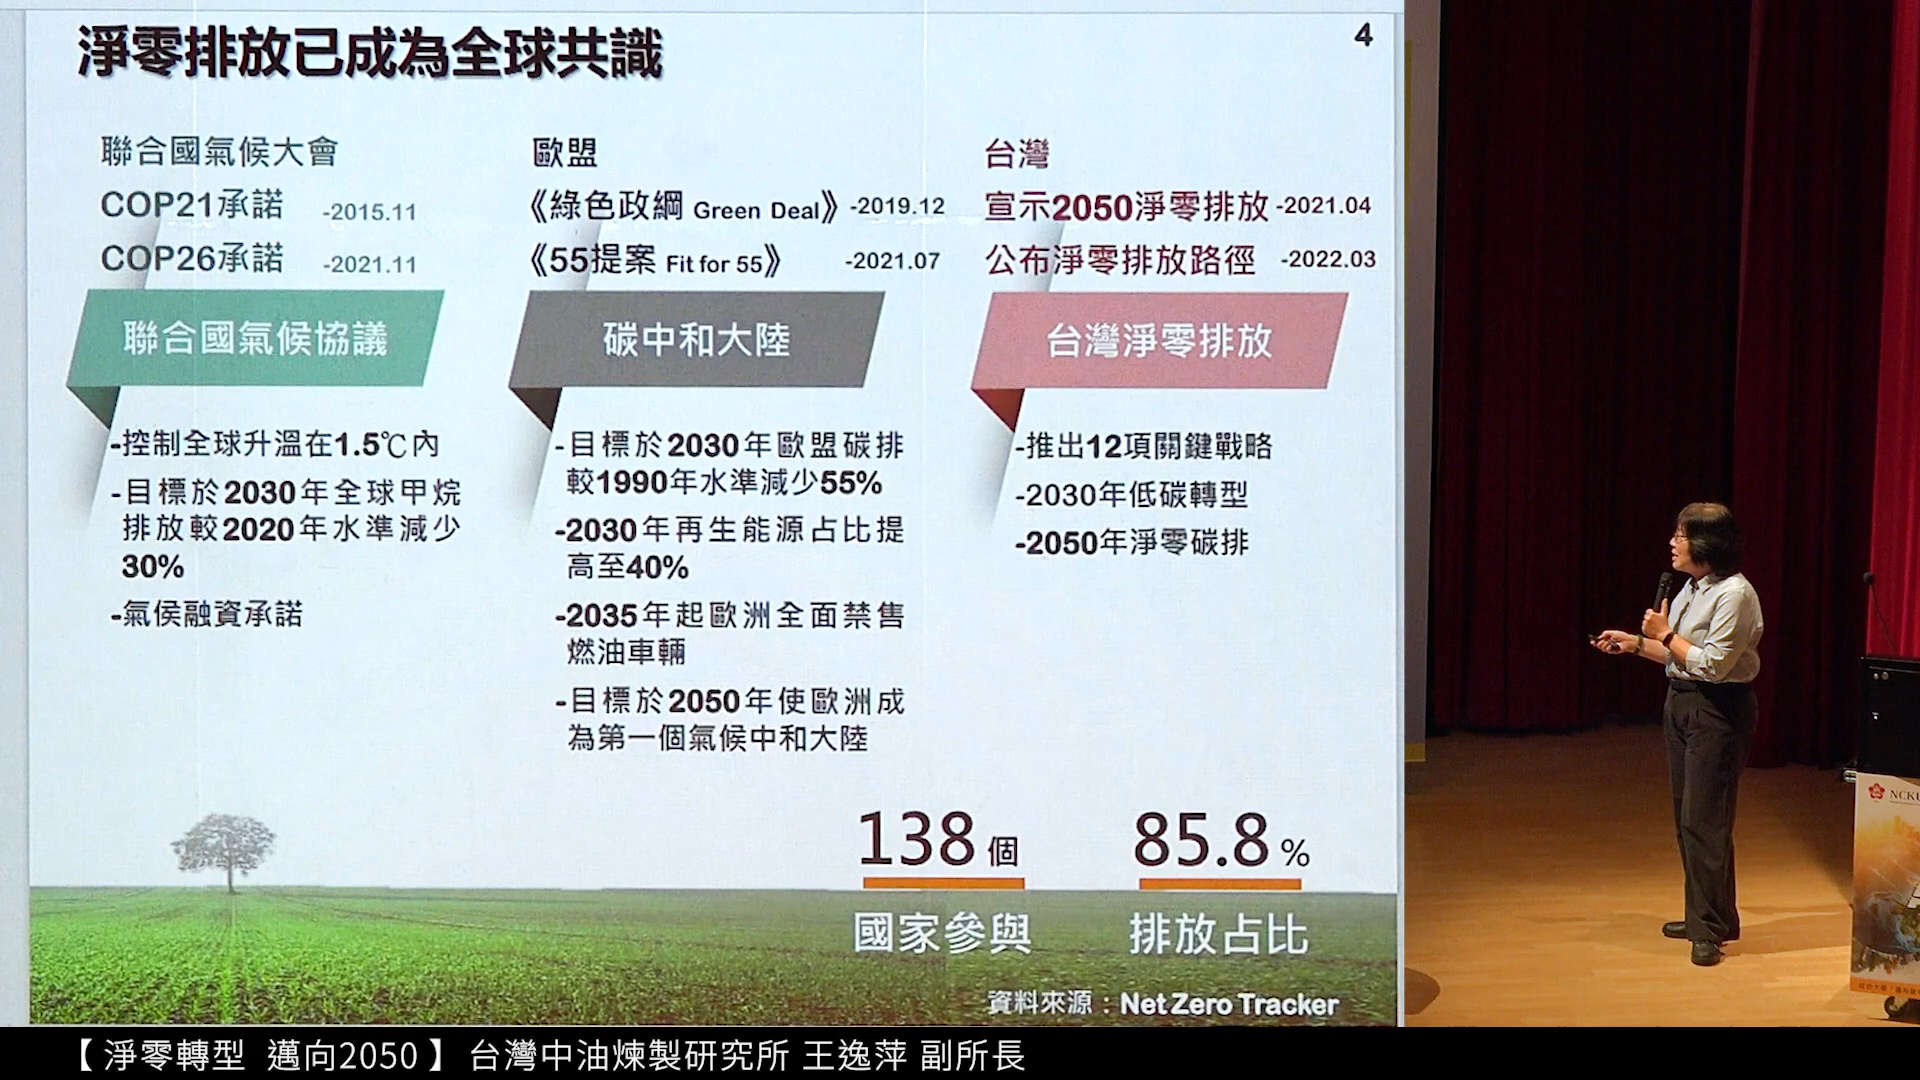 淨零排放已成為全球共識
4
聯合國氣候大會
COP21承諾 -2015.11
COP26承諾 -2021.11
聯合國氣候協議
-控制全球升溫在1.5℃內
-目標於2030年全球甲烷
排放較2020年水準減少
30%
-氣侯融資承諾
歐盟
《綠色政綱 Green Deal》 -2019.12
《55提案 Fit for 55》 -2021.07
碳中和大陸
-目標於2030年歐盟碳排
較1990年水準減少55%
-2030年再生能源占比提
高至40%
-2035年起歐洲全面禁售
燃油車輛
-目標於2050年使歐洲成
為第一個氣候中和大陸
台灣
宣示2050淨零排放 -2021.04
公布淨零排放路徑 -2022.03
台灣淨零排放
-推出12項關鍵戰略
-2030年低碳轉型
-2050年淨零碳排
138個
國家參與
85.8%
排放占比
資料來源：Net Zero Tracker
NCKU
【淨零轉型 邁向2050】 台灣中油煉製研究所 王逸萍 副所長